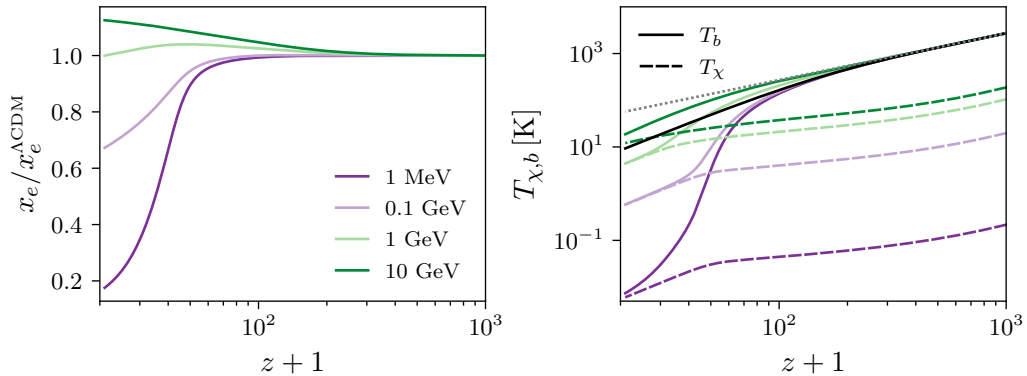 1.0
0.8
0.6
0.4
0.2
x_e/x_e^ΛCDM
1 MeV
0.1 GeV
1 GeV
10 GeV
10^2
10^3
z + 1
10^3
10^1
10^-1
T_χ,b [K]
T_b
T_χ
10^2
10^3
z + 1